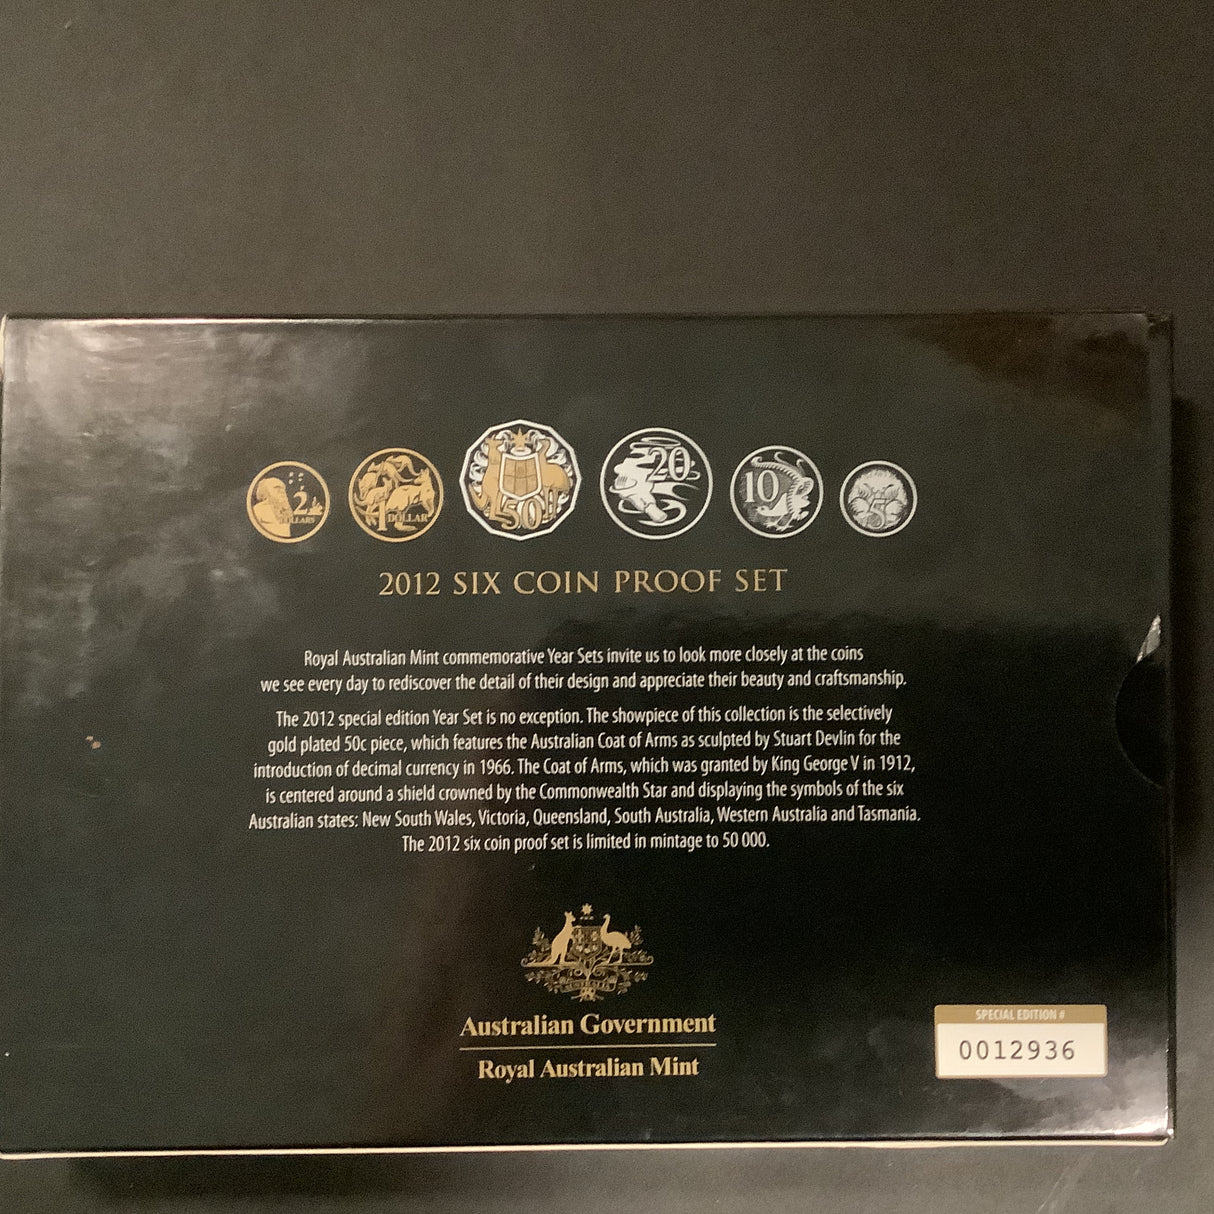 2 DOLLARS
1 DOLLAR
50
20
10
5
2012 SIX COIN PROOF SET
Royal Australian Mint commemorative Year Sets invite us to look more closely at the coins
we see every day to rediscover the detail of their design and appreciate their beauty and craftsmanship.
The 2012 special edition Year Set is no exception. The showpiece of this collection is the selectively
gold plated 50c piece, which features the Australian Coat of Arms as sculpted by Stuart Devlin for the
introduction of decimal currency in 1966. The Coat of Arms, which was granted by King George V in 1912,
is centered around a shield crowned by the Commonwealth Star and displaying the symbols of the six
Australian states: New South Wales, Victoria, Queensland, South Australia, Western Australia and Tasmania.
The 2012 six coin proof set is limited in mintage to 50 000.
AUSTRALIA
Australian Government
Royal Australian Mint
SPECIAL EDITION #
0012936